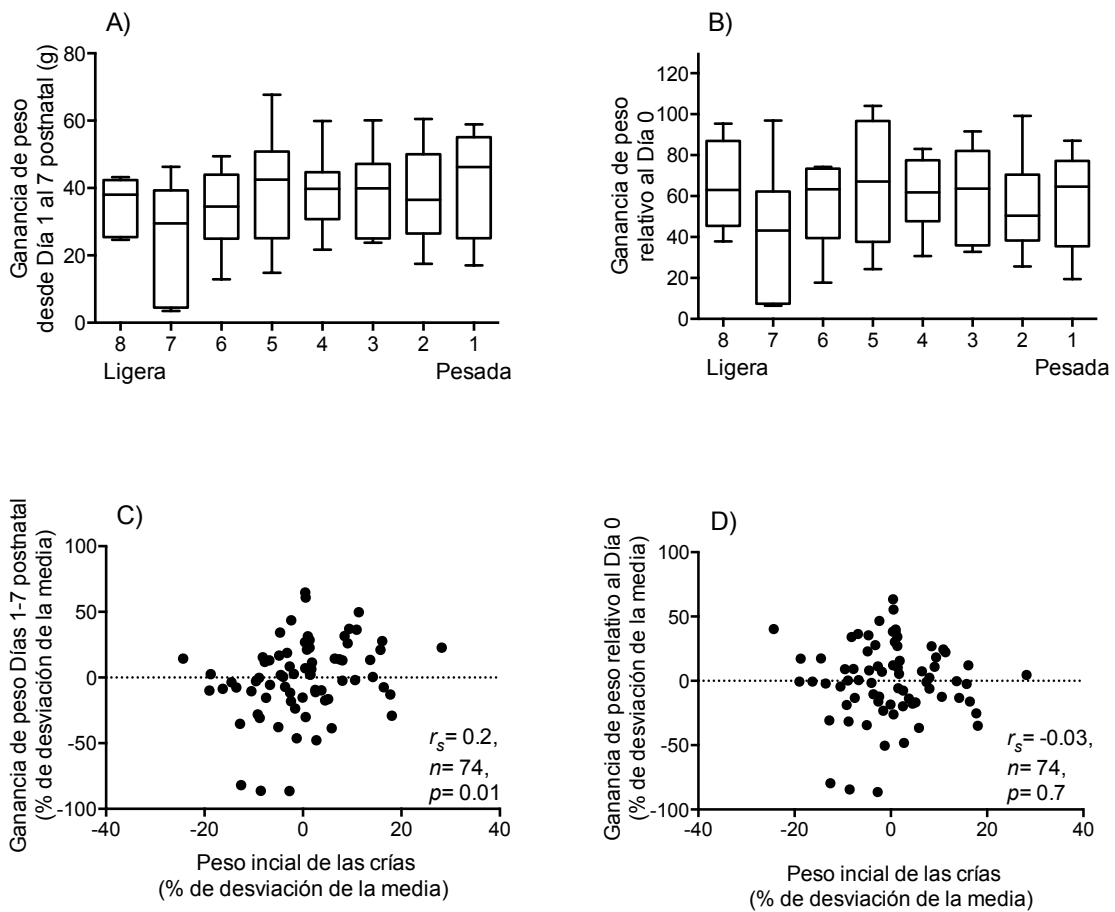 A)
Ganancia de peso
desde Día 1 al 7 postnatal (g)
80
60
40
20
0
8 7 6 5 4 3 2 1
Ligera Pesada
B)
Ganancia de peso
relativo al Día 0
120
100
80
60
40
20
0
8 7 6 5 4 3 2 1
Ligera Pesada
C)
Ganancia de peso Días 1-7 postnatal
(% de desviación de la media)
100
50
0
-50
-100
rs= 0.2,
n= 74,
p= 0.01
-40 -20 0 20 40
Peso incial de las crías
(% de desviación de la media)
D)
Ganancia de peso relativo al Día 0
(% de desviación de la media)
100
50
0
-50
-100
rs= -0.03,
n= 74,
p= 0.7
-40 -20 0 20 40
Peso incial de las crías
(% de desviación de la media)